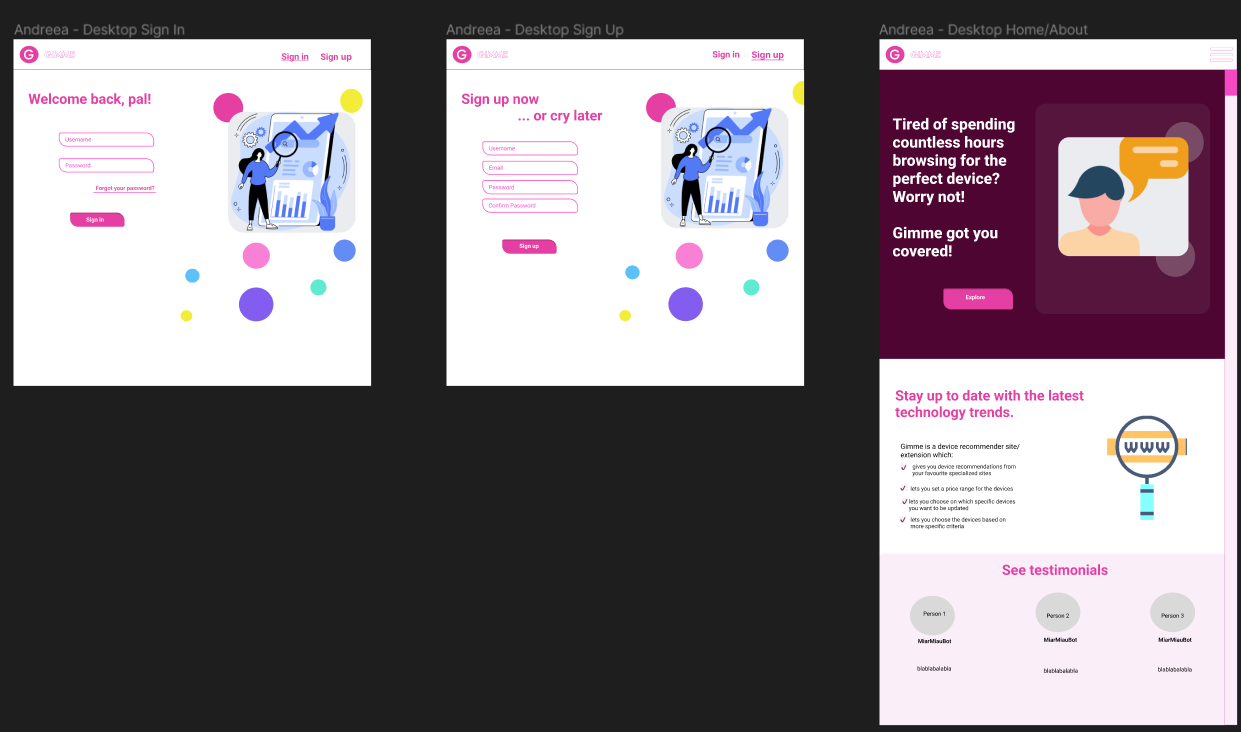 Andreea - Desktop Sign In
G GIMME
Sign in Sign up
Welcome back, pal!
Username
Password
Forgot your password?
Sign in
Andreea - Desktop Sign Up
G GIMME
Sign in Sign up
Sign up now
... or cry later
Username
Email
Password
Confirm Password
Sign up
Andreea - Desktop Home/About
G GIMME
Tired of spending
countless hours
browsing for the
perfect device?
Worry not!
Gimme got you
covered!
Explore
Stay up to date with the latest
technology trends.
Gimme is a device recommender site/
extension which:
gives you device recommendations from
your favourite specialized sites
lets you set a price range for the devices
lets you choose on which specific devices
you want to be updated
lets you choose the devices based on
more specific criteria
WWW
See testimonials
Person 1
MiarMiauBot
blablabalabla
Person 2
MiarMiauBot
blablabalabla
Person 3
MiarMiauBot
blablabalabla